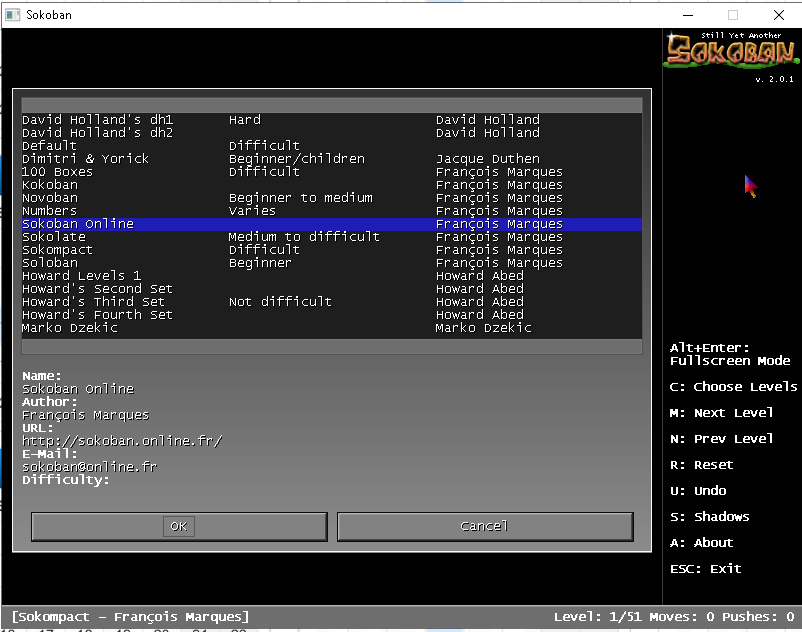 Sokoban
Still Yet Another
SOKOBAN
v. 2.0.1
David Holland's dh1 Hard David Holland
David Holland's dh2 David Holland
Default Difficult
Dimitri & Yorick Beginner/children Jacque Duthen
100 Boxes Difficult François Marques
Kokoban François Marques
Novoban Beginner to medium François Marques
Numbers Varies François Marques
Sokoban Online François Marques
Sokolate Medium to difficult François Marques
Sokompact Difficult François Marques
Soloban Beginner François Marques
Howard Levels 1 Howard Abed
Howard's Second Set Howard Abed
Howard's Third Set Not difficult Howard Abed
Howard's Fourth Set Howard Abed
Marko Dzekic Marko Dzekic
Name:
Sokoban Online
Author:
François Marques
URL:
http://sokoban.online.fr/
E-Mail:
sokoban@online.fr
Difficulty:
OK Cancel
Alt+Enter:
Fullscreen Mode
C: Choose Levels
M: Next Level
N: Prev Level
R: Reset
U: Undo
S: Shadows
A: About
ESC: Exit
[Sokompact - François Marques] Level: 1/51 Moves: 0 Pushes: 0